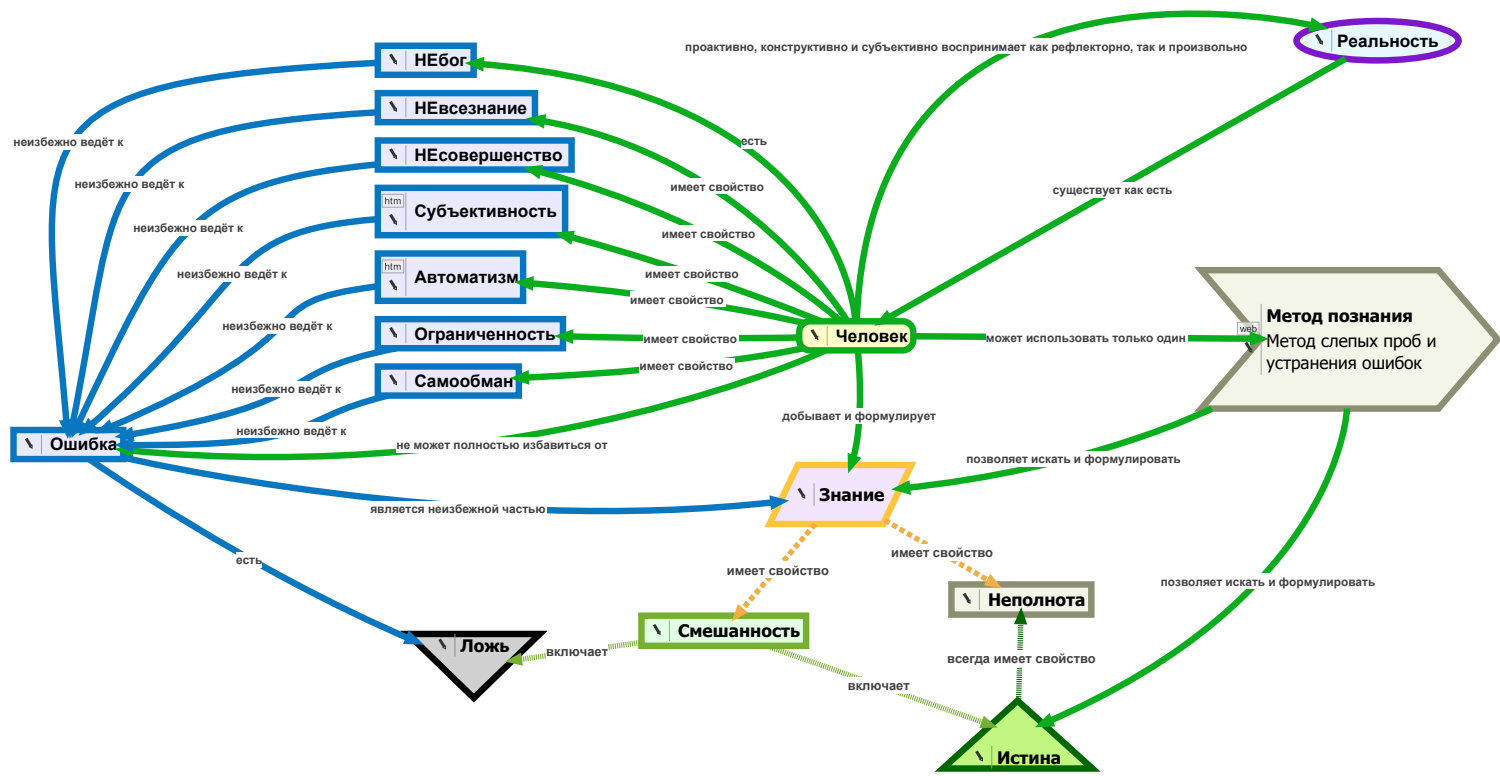 Реальность
проактивно, конструктивно и субъективно воспринимает как рефлекторно, так и произвольно
НЕбог
НЕвсезнание
неизбежно ведёт к
есть
НЕсовершенство
неизбежно ведёт к
имеет свойство
существует как есть
htm
Субъективность
неизбежно ведёт к
имеет свойство
htm
Автоматизм
неизбежно ведёт к
имеет свойство
имеет свойство
Метод познания
web
Метод слепых проб и
устранения ошибок
неизбежно ведёт к
Ограниченность
имеет свойство
Человек
может использовать только один
имеет свойство
Самообман
неизбежно ведёт к
добывает и формулирует
неизбежно ведёт к
Ошибка
не может полностью избавиться от
позволяет искать и формулировать
Знание
является неизбежной частью
есть
имеет свойство
имеет свойство
позволяет искать и формулировать
Неполнота
Смешанность
Ложь
включает
всегда имеет свойство
включает
Истина